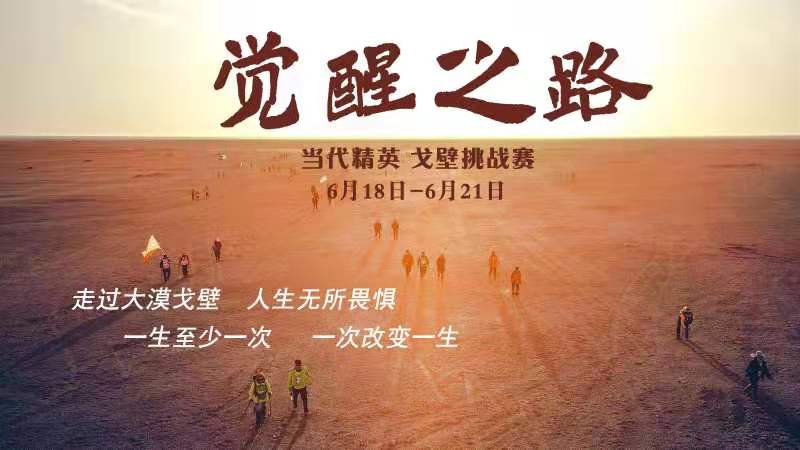 觉醒之路
当代精英 戈壁挑战赛
6月18日-6月21日
走过大漠戈壁 人生无所畏惧
一生至少一次 一次改变一生